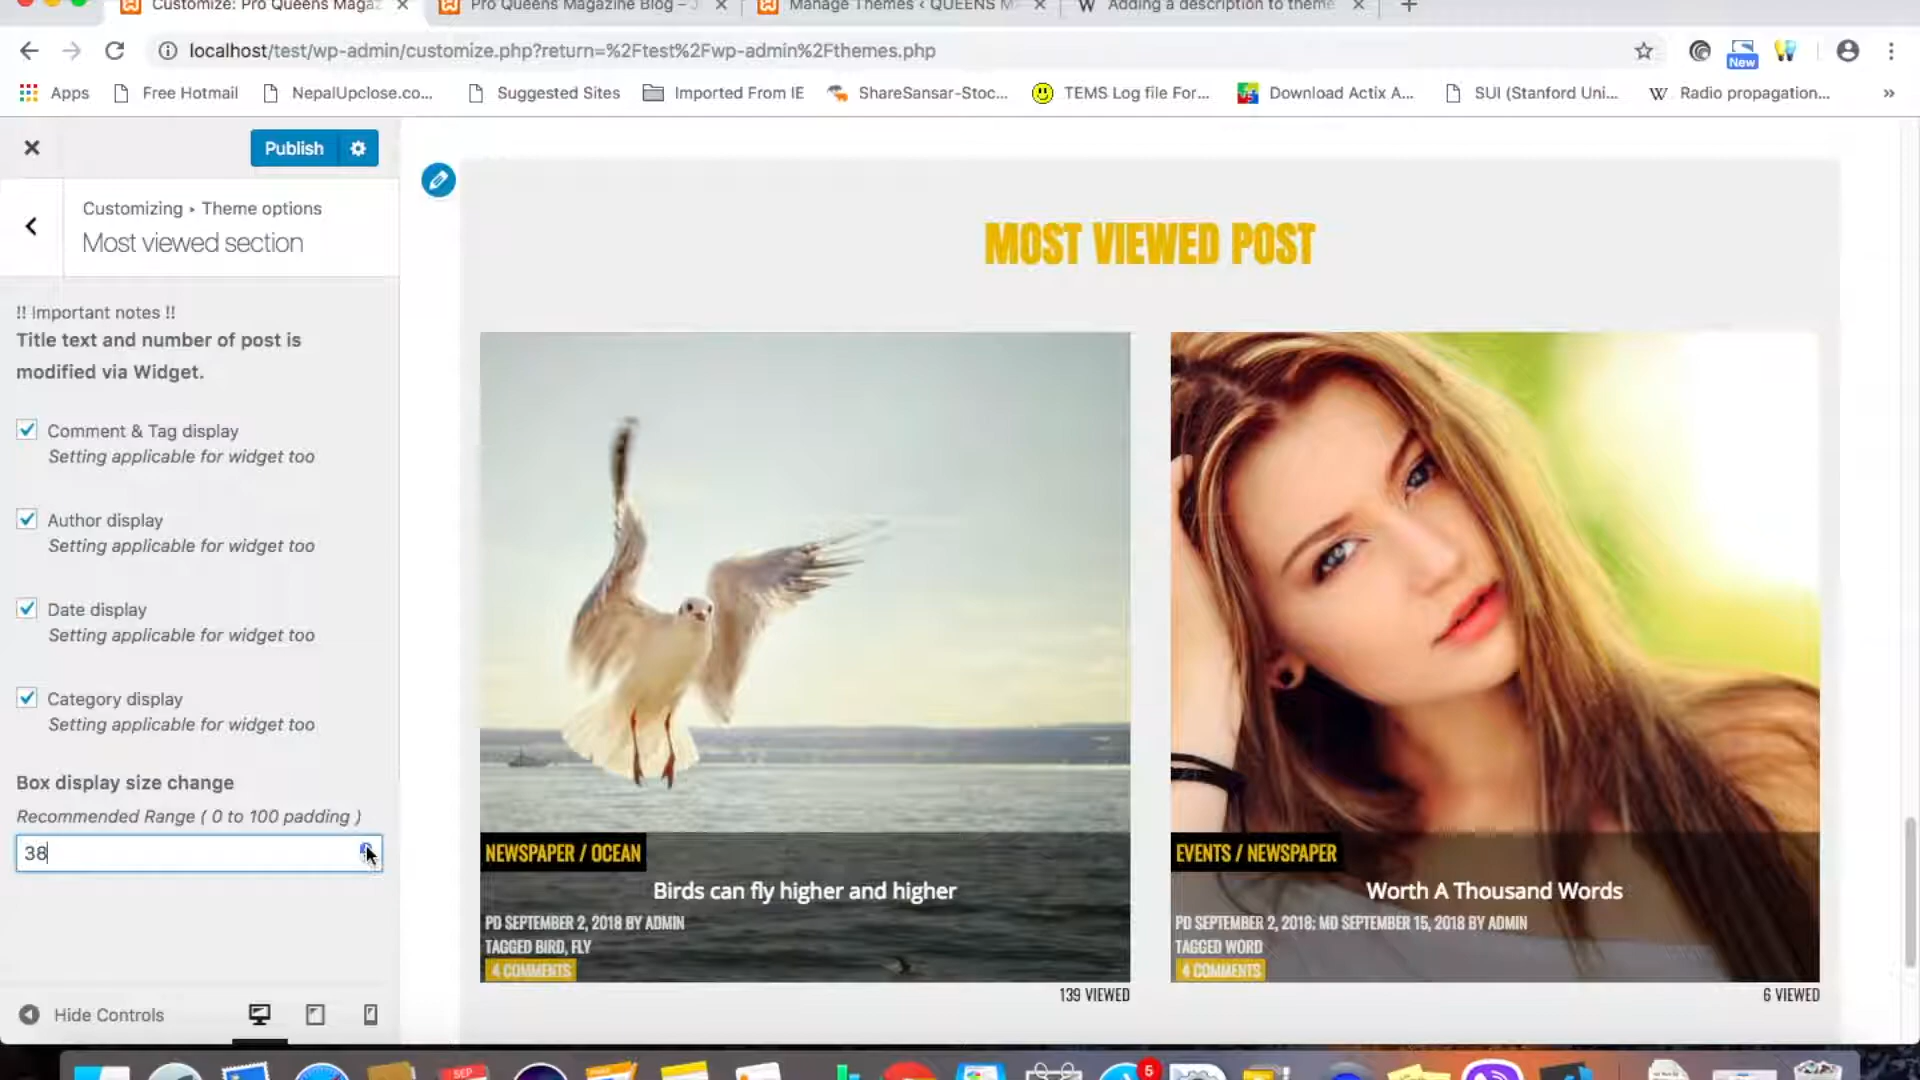 Customize: Pro Queens Magaz
Pro Queens Magazine Blog – J
Manage Themes ‹ QUEENS M
W Adding a description to theme
localhost/test/wp-admin/customize.php?return=%2Ftest%2Fwp-admin%2Fthemes.php
New
Apps
Free Hotmail
NepalUpclose.co...
Suggested Sites
Imported From IE
ShareSansar-Stoc...
TEMS Log file For...
Download Actix A...
SUI (Stanford Uni...
W Radio propagation...
»
Publish
Customizing ▸ Theme options
Most viewed section
!! Important notes !!
Title text and number of post is
modified via Widget.
Comment & Tag display
Setting applicable for widget too
Author display
Setting applicable for widget too
Date display
Setting applicable for widget too
Category display
Setting applicable for widget too
Box display size change
Recommended Range ( 0 to 100 padding )
38
Hide Controls
MOST VIEWED POST
NEWSPAPER / OCEAN
Birds can fly higher and higher
PD SEPTEMBER 2, 2018 BY ADMIN
TAGGED BIRD, FLY
4 COMMENTS
139 VIEWED
EVENTS / NEWSPAPER
Worth A Thousand Words
PD SEPTEMBER 2, 2018; MD SEPTEMBER 15, 2018 BY ADMIN
TAGGED WORD
4 COMMENTS
6 VIEWED
SEP
5